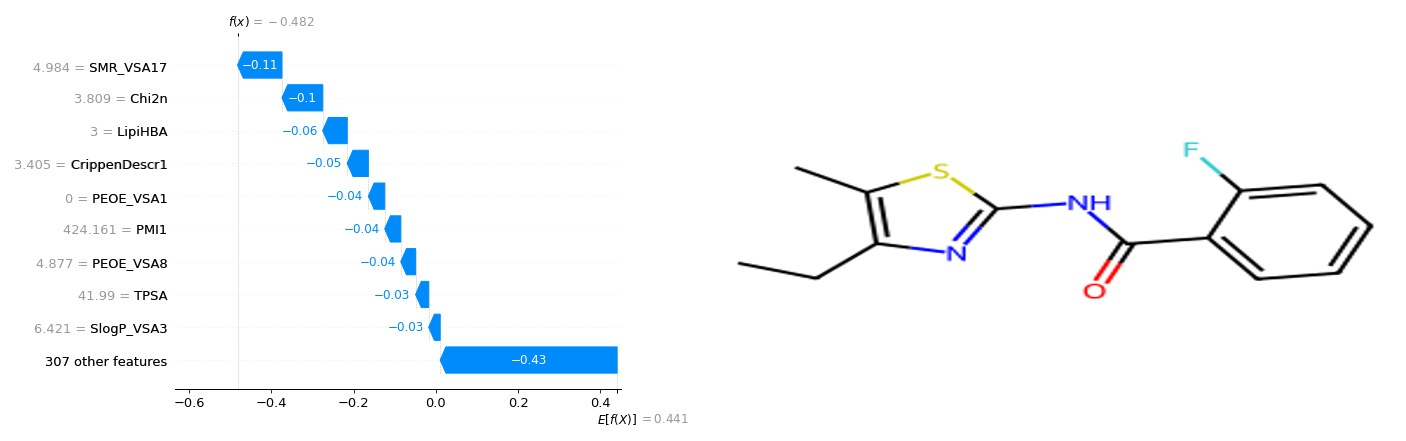 f(x) = −0.482
4.984 = SMR_VSA17
−0.11
3.809 = Chi2n
−0.1
3 = LipiHBA
−0.06
3.405 = CrippenDescr1
−0.05
0 = PEOE_VSA1
−0.04
424.161 = PMI1
−0.04
4.877 = PEOE_VSA8
−0.04
41.99 = TPSA
−0.03
6.421 = SlogP_VSA3
−0.03
307 other features
−0.43
−0.6 −0.4 −0.2 0.0 0.2 0.4
E[f(X)] = 0.441
F
S
NH
N
O